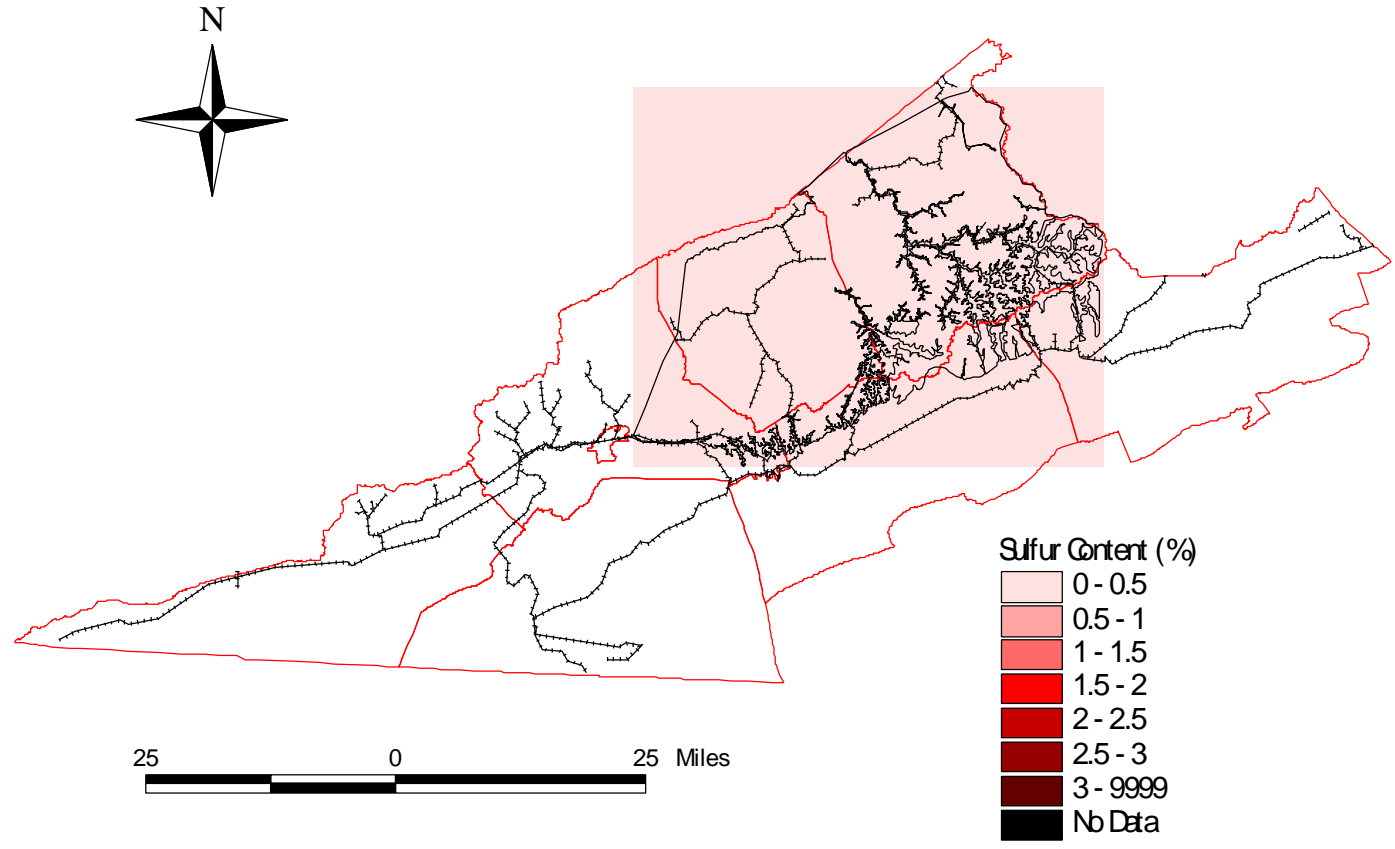 N
Sulfur Content (%)
0 - 0.5
0.5 - 1
1 - 1.5
1.5 - 2
2 - 2.5
2.5 - 3
3 - 9999
No Data
25 0 25 Miles